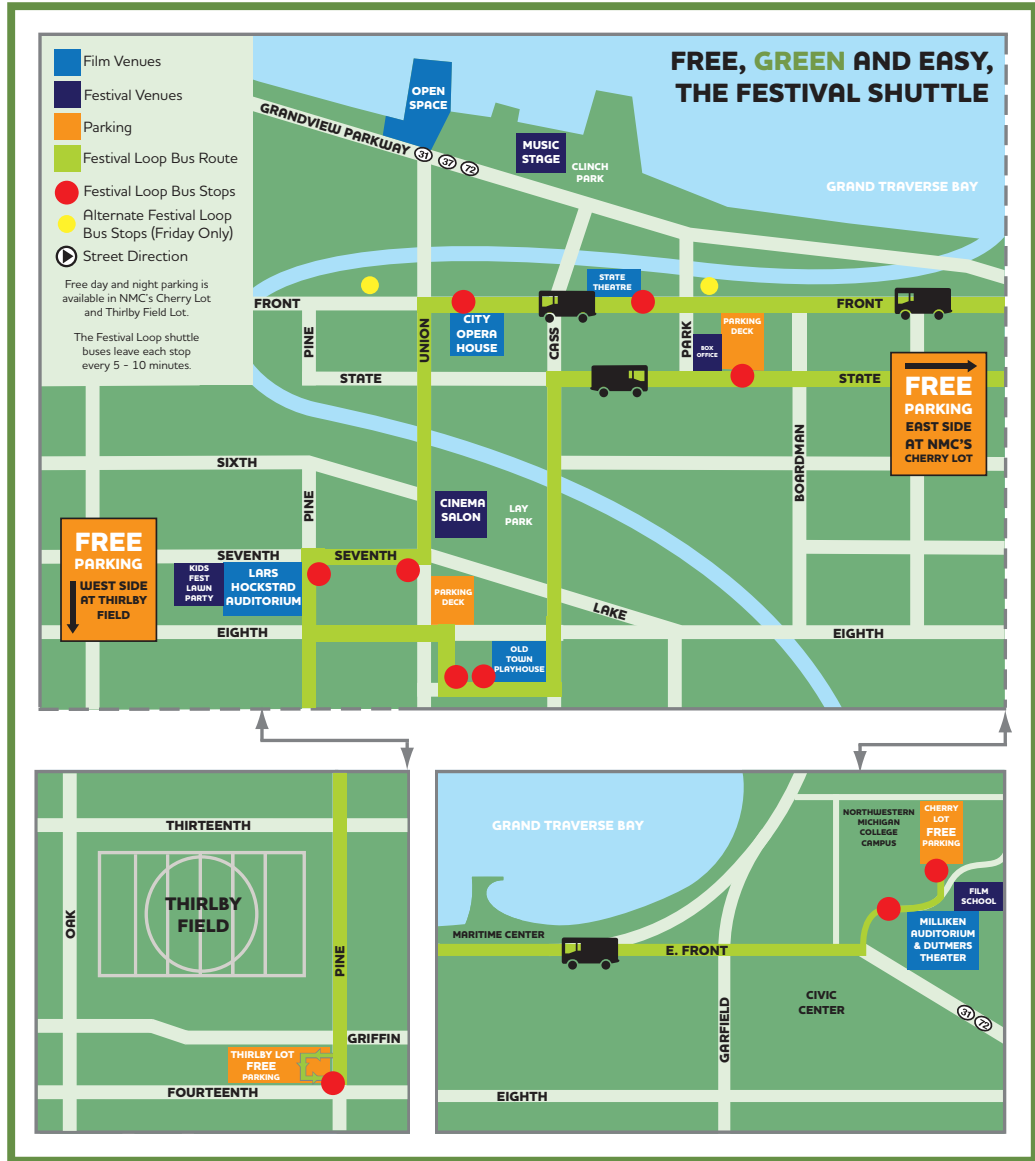 FREE, GREEN AND EASY,
THE FESTIVAL SHUTTLE
Film Venues
Festival Venues
Parking
Festival Loop Bus Route
Festival Loop Bus Stops
Alternate Festival Loop
Bus Stops (Friday Only)
Street Direction
Free day and night parking is
available in NMC's Cherry Lot
and Thirlby Field Lot.
The Festival Loop shuttle
buses leave each stop
every 5 - 10 minutes.
OPEN
SPACE
GRANDVIEW PARKWAY
31
37
72
MUSIC
STAGE
CLINCH
PARK
GRAND TRAVERSE BAY
STATE
THEATRE
FRONT
FRONT
CITY
OPERA
HOUSE
PINE
UNION
CASS
PARK
PARKING
DECK
BOX
OFFICE
STATE
STATE
FREE
PARKING
EAST SIDE
AT NMC'S
CHERRY LOT
BOARDMAN
SIXTH
PINE
CINEMA
SALON
LAY
PARK
FREE
PARKING
WEST SIDE
AT THIRLBY
FIELD
SEVENTH
SEVENTH
KIDS
FEST
LAWN
PARTY
LARS
HOCKSTAD
AUDITORIUM
PARKING
DECK
LAKE
EIGHTH
EIGHTH
OLD
TOWN
PLAYHOUSE
THIRTEENTH
OAK
THIRLBY
FIELD
PINE
GRIFFIN
THIRLBY LOT
FREE
PARKING
FOURTEENTH
GRAND TRAVERSE BAY
NORTHWESTERN
MICHIGAN
COLLEGE
CAMPUS
CHERRY
LOT
FREE
PARKING
FILM
SCHOOL
MILLIKEN
AUDITORIUM
& DUTMERS
THEATER
MARITIME CENTER
E. FRONT
GARFIELD
CIVIC
CENTER
31
72
EIGHTH